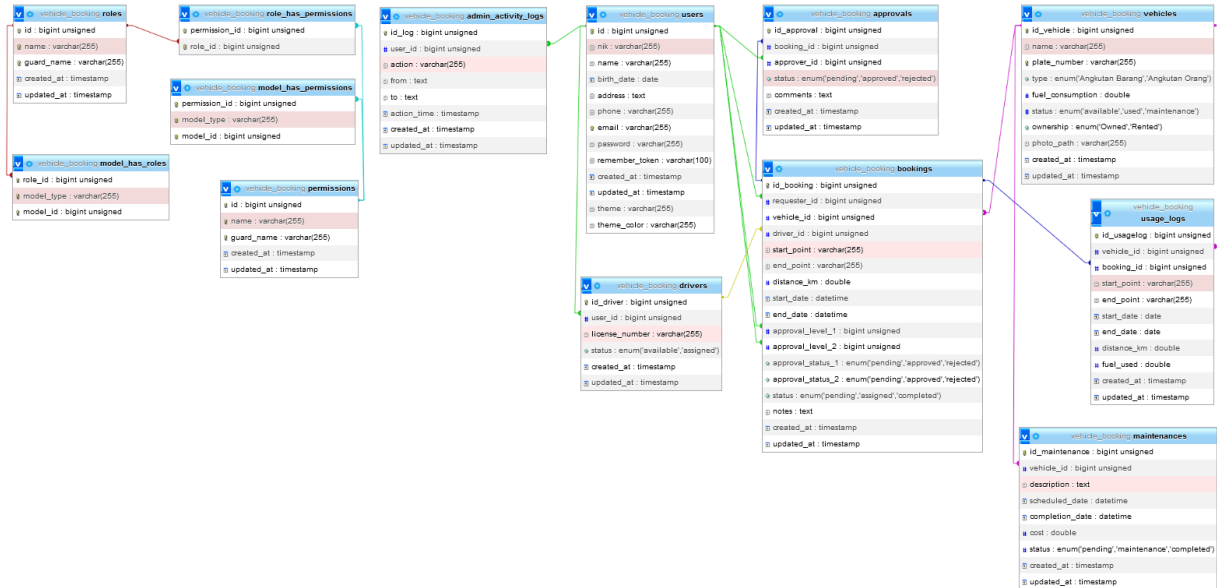 vehicle_booking roles
id : bigint unsigned
name : varchar(255)
guard_name : varchar(255)
created_at : timestamp
updated_at : timestamp
vehicle_booking role_has_permissions
permission_id : bigint unsigned
role_id : bigint unsigned
vehicle_booking model_has_permissions
permission_id : bigint unsigned
model_type : varchar(255)
model_id : bigint unsigned
vehicle_booking model_has_roles
role_id : bigint unsigned
model_type : varchar(255)
model_id : bigint unsigned
vehicle_booking permissions
id : bigint unsigned
name : varchar(255)
guard_name : varchar(255)
created_at : timestamp
updated_at : timestamp
vehicle_booking admin_activity_logs
id_log : bigint unsigned
user_id : bigint unsigned
action : varchar(255)
from : text
to : text
action_time : timestamp
created_at : timestamp
updated_at : timestamp
vehicle_booking users
id : bigint unsigned
nik : varchar(255)
name : varchar(255)
birth_date : date
address : text
phone : varchar(255)
email : varchar(255)
password : varchar(255)
remember_token : varchar(100)
created_at : timestamp
updated_at : timestamp
theme : varchar(255)
theme_color : varchar(255)
vehicle_booking drivers
id_driver : bigint unsigned
user_id : bigint unsigned
license_number : varchar(255)
status : enum('available','assigned')
created_at : timestamp
updated_at : timestamp
vehicle_booking approvals
id_approval : bigint unsigned
booking_id : bigint unsigned
approver_id : bigint unsigned
status : enum('pending','approved','rejected')
comments : text
created_at : timestamp
updated_at : timestamp
vehicle_booking bookings
id_booking : bigint unsigned
requester_id : bigint unsigned
vehicle_id : bigint unsigned
driver_id : bigint unsigned
start_point : varchar(255)
end_point : varchar(255)
distance_km : double
start_date : datetime
end_date : datetime
approval_level_1 : bigint unsigned
approval_level_2 : bigint unsigned
approval_status_1 : enum('pending','approved','rejected')
approval_status_2 : enum('pending','approved','rejected')
status : enum('pending','assigned','completed')
notes : text
created_at : timestamp
updated_at : timestamp
vehicle_booking vehicles
id_vehicle : bigint unsigned
name : varchar(255)
plate_number : varchar(255)
type : enum('Angkutan Barang','Angkutan Orang')
fuel_consumption : double
status : enum('available','used','maintenance')
ownership : enum('Owned','Rented')
photo_path : varchar(255)
created_at : timestamp
updated_at : timestamp
vehicle_booking
usage_logs
id_usagelog : bigint unsigned
vehicle_id : bigint unsigned
booking_id : bigint unsigned
start_point : varchar(255)
end_point : varchar(255)
start_date : date
end_date : date
distance_km : double
fuel_used : double
created_at : timestamp
updated_at : timestamp
vehicle_booking maintenances
id_maintenance : bigint unsigned
vehicle_id : bigint unsigned
description : text
scheduled_date : datetime
completion_date : datetime
cost : double
status : enum('pending','maintenance','completed')
created_at : timestamp
updated_at : timestamp